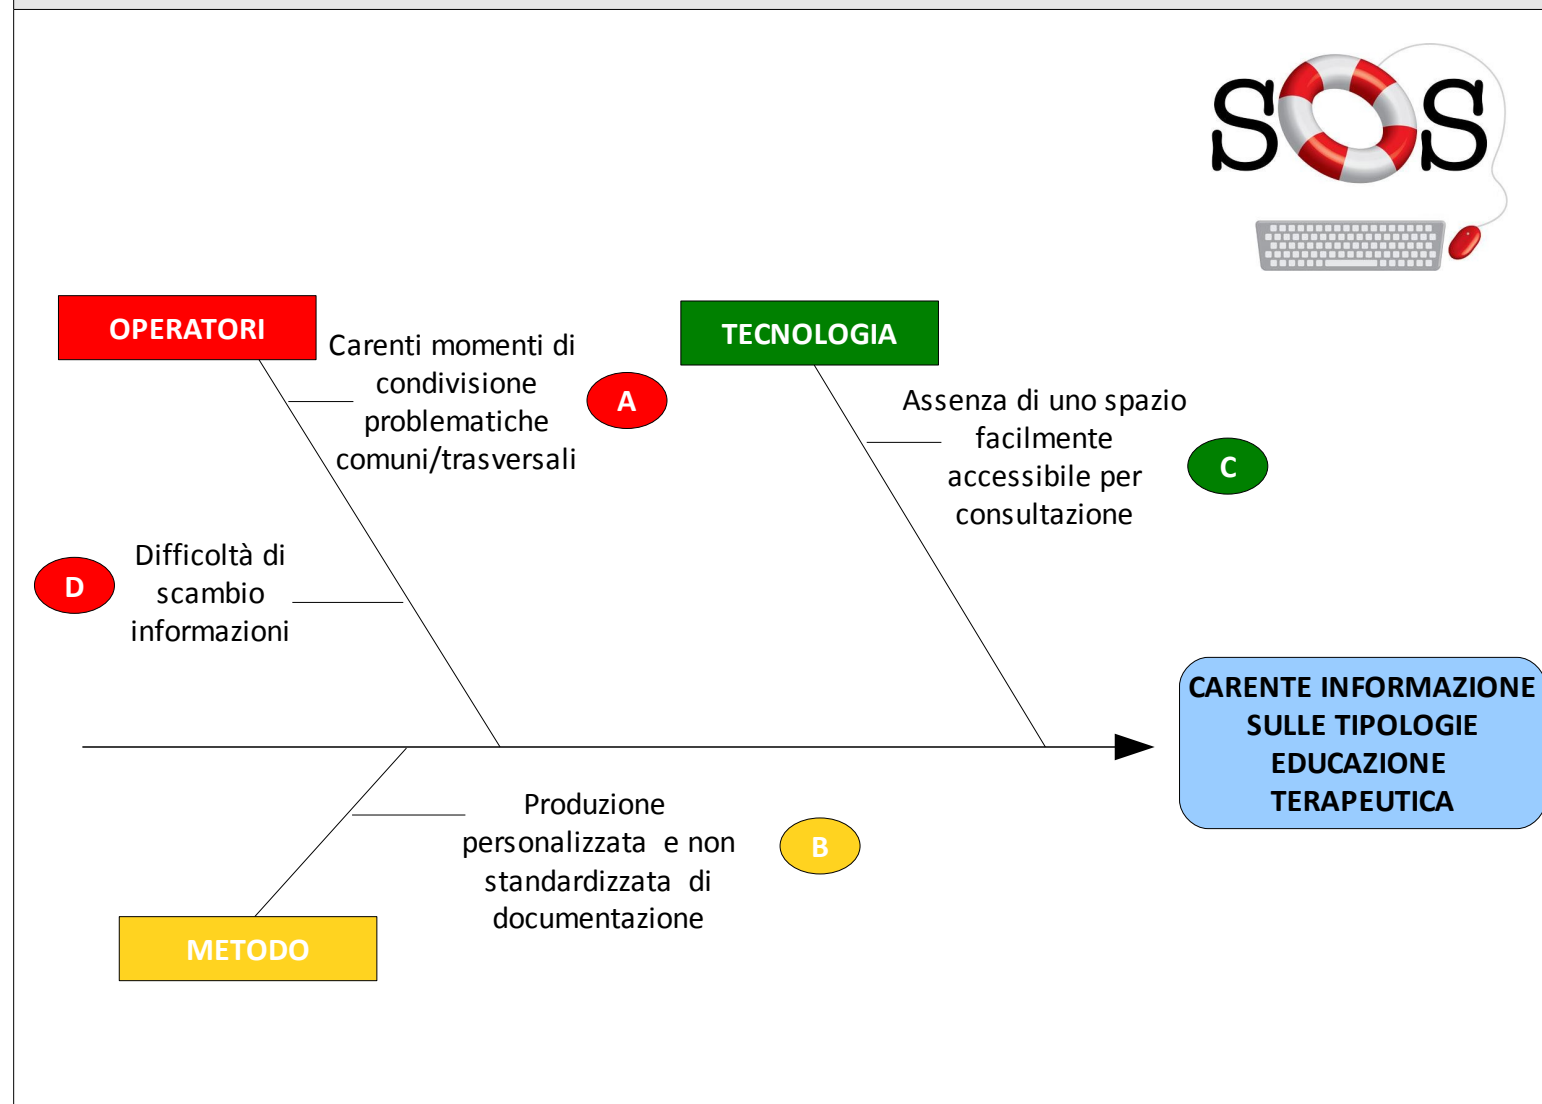 SOS
OPERATORI
Carenti momenti di
condivisione
problematiche
comuni/trasversali
A
TECNOLOGIA
Assenza di uno spazio
facilmente
accessibile per
consultazione
C
D
Difficoltà di
scambio
informazioni
CARENTE INFORMAZIONE
SULLE TIPOLOGIE
EDUCAZIONE
TERAPEUTICA
Produzione
personalizzata e non
standardizzata di
documentazione
B
METODO